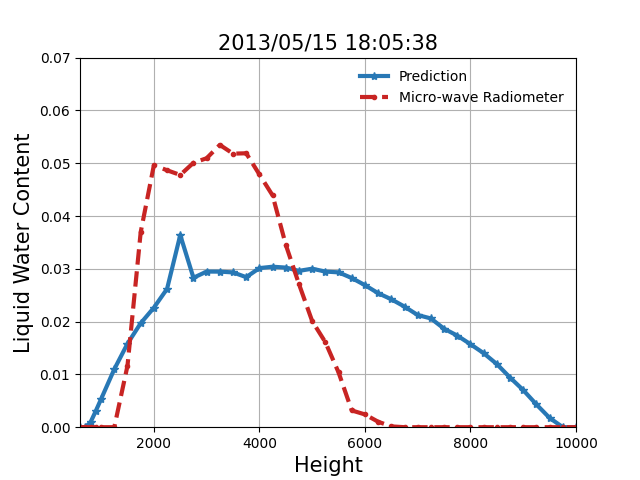 2013/05/15 18:05:38
Prediction
Micro-wave Radiometer
Liquid Water Content
0.07
0.06
0.05
0.04
0.03
0.02
0.01
0.00
2000 4000 6000 8000 10000
Height